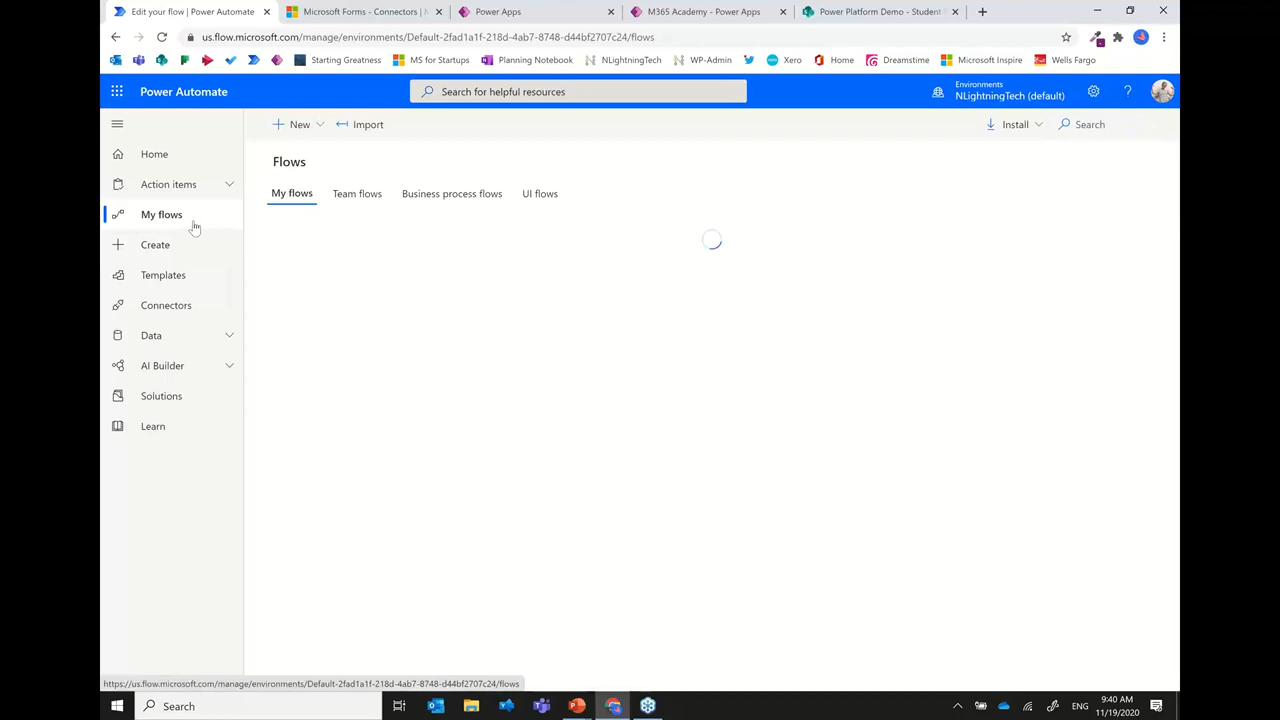 Edit your flow | Power Automate
Microsoft Forms - Connectors |
Power Apps
M365 Academy - Power Apps
Power Platform Demo - Student
us.flow.microsoft.com/manage/environments/Default-2fad1a1f-218d-4ab7-8748-d44bf2707c24/flows
Starting Greatness
MS for Startups
Planning Notebook
NLightningTech
WP-Admin
Xero
Home
Dreamstime
Microsoft Inspire
Wells Fargo
Power Automate
Search for helpful resources
Environments
NLightningTech (default)
New
Import
Install
Search
Home
Action items
My flows
Create
Templates
Connectors
Data
AI Builder
Solutions
Learn
Flows
My flows
Team flows
Business process flows
UI flows
https://us.flow.microsoft.com/manage/environments/Default-2fad1a1f-218d-4ab7-8748-d44bf2707c24/flows
Search
ENG
9:40 AM
11/19/2020